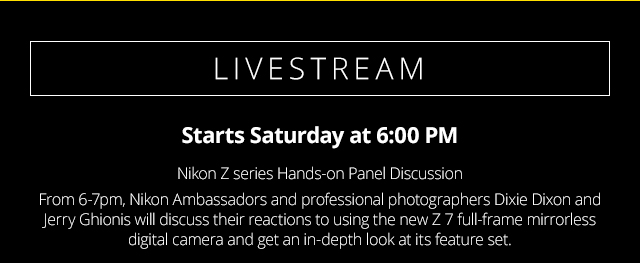 LIVESTREAM
Starts Saturday at 6:00 PM
Nikon Z series Hands-on Panel Discussion
From 6-7pm, Nikon Ambassadors and professional photographers Dixie Dixon and
Jerry Ghionis will discuss their reactions to using the new Z 7 full-frame mirrorless
digital camera and get an in-depth look at its feature set.